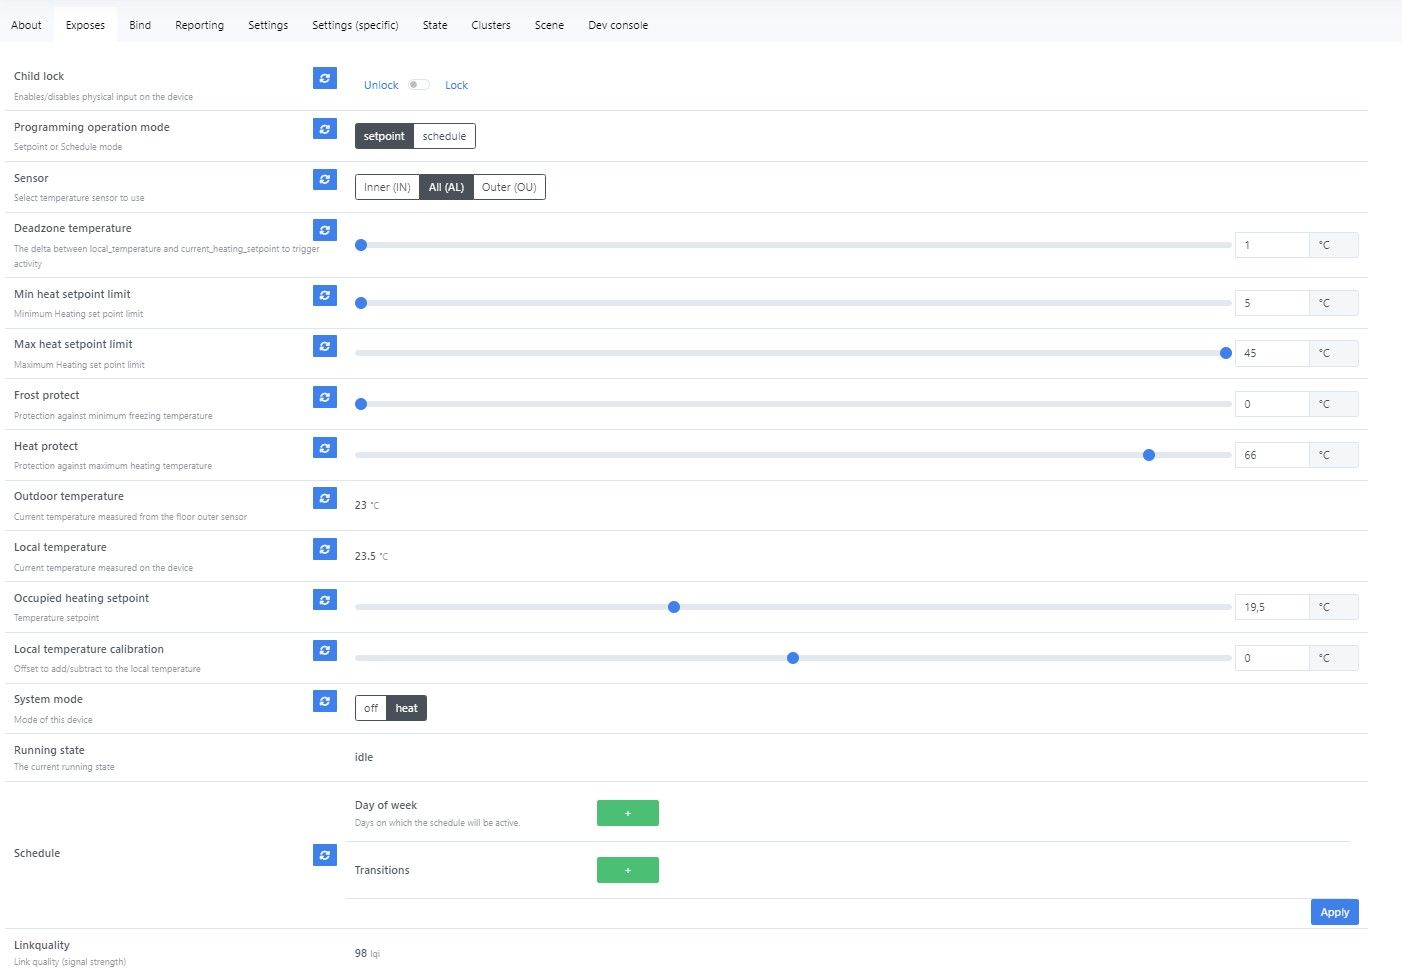 About Exposes Bind Reporting Settings Settings (specific) State Clusters Scene Dev console
Child lock
Enables/disables physical input on the device
Unlock Lock
Programming operation mode
Setpoint or Schedule mode
setpoint schedule
Sensor
Select temperature sensor to use
Inner (IN) All (AL) Outer (OU)
Deadzone temperature
The delta between local_temperature and current_heating_setpoint to trigger
activity
1 °C
Min heat setpoint limit
Minimum Heating set point limit
5 °C
Max heat setpoint limit
Maximum Heating set point limit
45 °C
Frost protect
Protection against minimum freezing temperature
0 °C
Heat protect
Protection against maximum heating temperature
66 °C
Outdoor temperature
Current temperature measured from the floor outer sensor
23 °C
Local temperature
Current temperature measured on the device
23.5 °C
Occupied heating setpoint
Temperature setpoint
19,5 °C
Local temperature calibration
Offset to add/subtract to the local temperature
0 °C
System mode
Mode of this device
off heat
Running state
The current running state
idle
Schedule
Day of week
Days on which the schedule will be active.
+
Transitions
+
Apply
Linkquality
Link quality (signal strength)
98 lqi